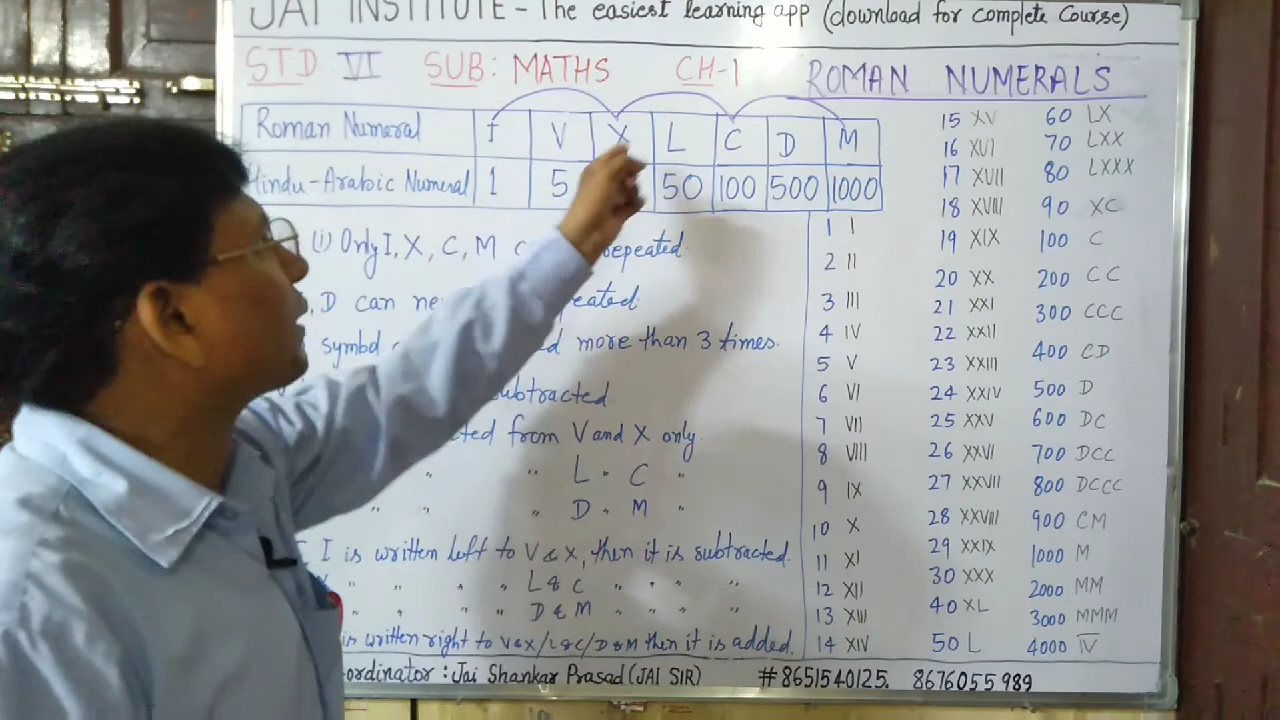 JAI INSTITUTE - The easiest learning app (download for complete Course)
STD VI SUB: MATHS CH-1 ROMAN NUMERALS
Roman Numeral I V X L C D M
Hindu-Arabic Numeral 1 5 50 100 500 1000
(i) Only I, X, C, M repeated
D can repeated
symbol more than 3 times.
subtracted
from V and X only
" " L " C "
" " " D " M "
I is written left to V & X, then it is subtracted.
" " " " L & C " " " "
" " " " D & M " " " "
is written right to V & X/L & C/D & M then it is added.
1 I
2 II
3 III
4 IV
5 V
6 VI
7 VII
8 VIII
9 IX
10 X
11 XI
12 XII
13 XIII
14 XIV
15 XV
16 XVI
17 XVII
18 XVIII
19 XIX
20 XX
21 XXI
22 XXII
23 XXIII
24 XXIV
25 XXV
26 XXVI
27 XXVII
28 XXVIII
29 XXIX
30 XXX
40 XL
50 L
60 LX
70 LXX
80 LXXX
90 XC
100 C
200 CC
300 CCC
400 CD
500 D
600 DC
700 DCC
800 DCCC
900 CM
1000 M
2000 MM
3000 MMM
4000 I̅V̅
ordinator : Jai Shankar Prasad (JAI SIR) # 8651540125. 8676055989